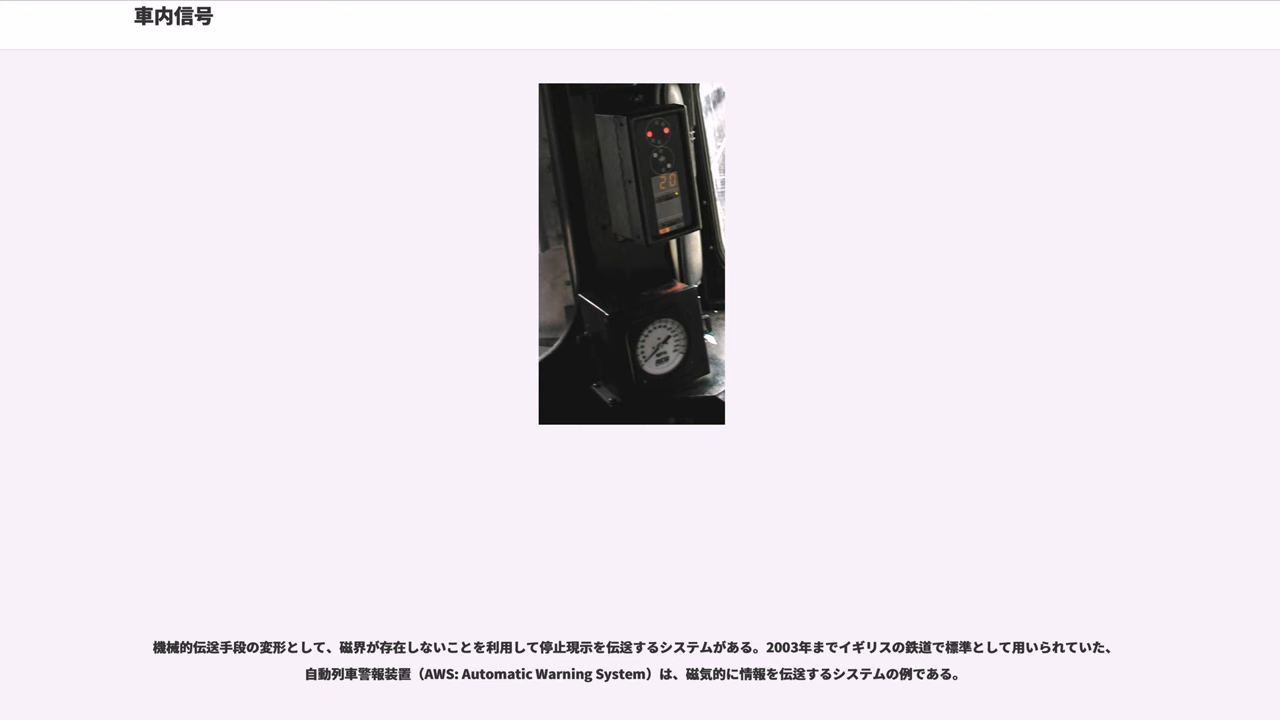 車内信号
20
機械的伝送手段の変形として、磁界が存在しないことを利用して停止現示を伝送するシステムがある。2003年までイギリスの鉄道で標準として用いられていた、
自動列車警報装置（AWS: Automatic Warning System）は、磁気的に情報を伝送するシステムの例である。